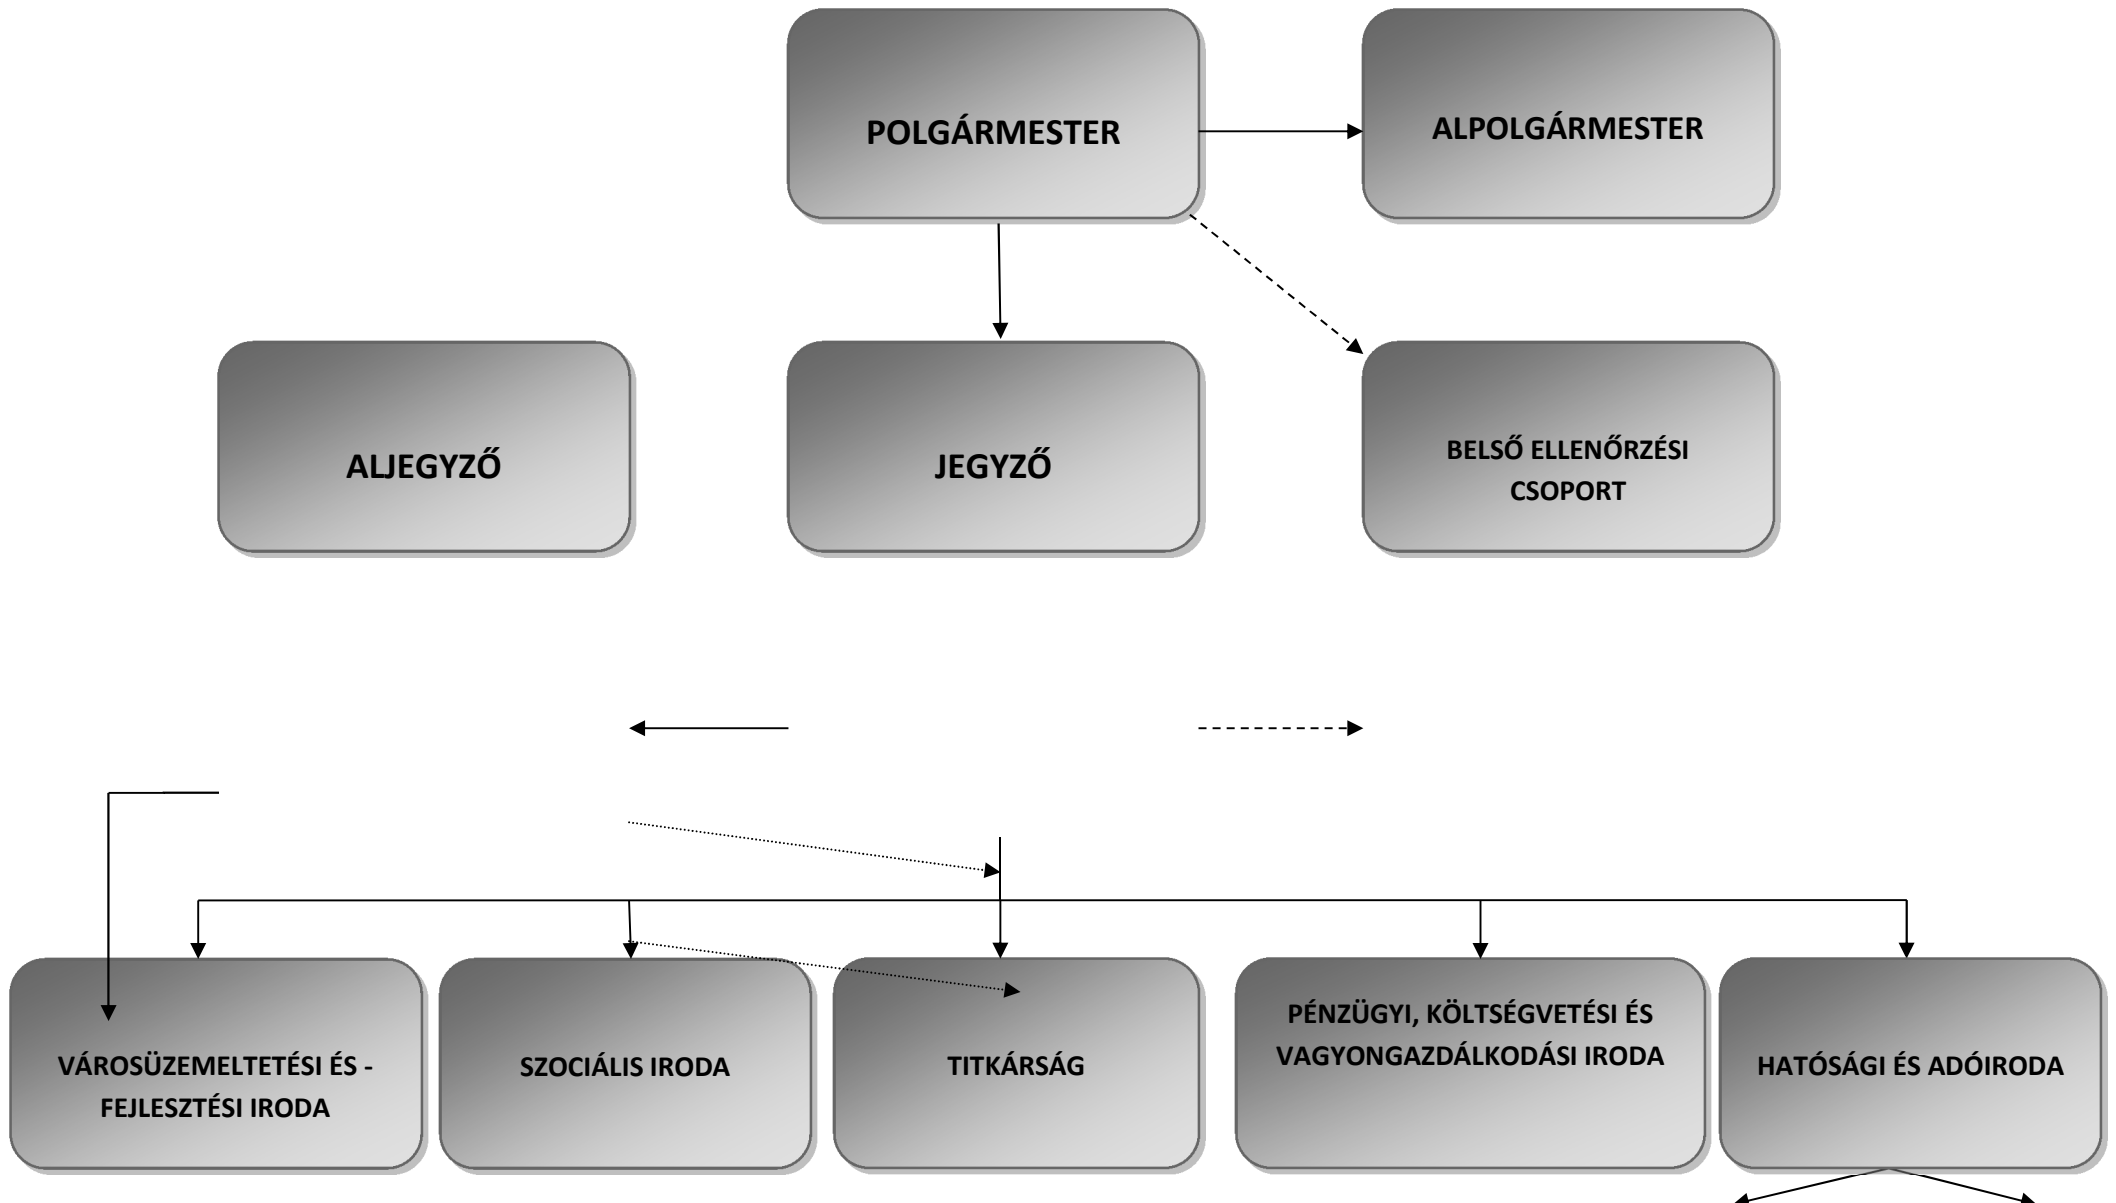 POLGÁRMESTER
ALPOLGÁRMESTER
ALJEGYZŐ
JEGYZŐ
BELSŐ ELLENŐRZÉSI
CSOPORT
VÁROSÜZEMELTETÉSI ÉS -
FEJLESZTÉSI IRODA
SZOCIÁLIS IRODA
TITKÁRSÁG
PÉNZÜGYI, KÖLTSÉGVETÉSI ÉS
VAGYONGAZDÁLKODÁSI IRODA
HATÓSÁGI ÉS ADÓIRODA